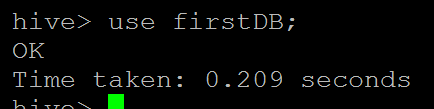 hive> use firstDB;
OK
Time taken: 0.209 seconds
hive>